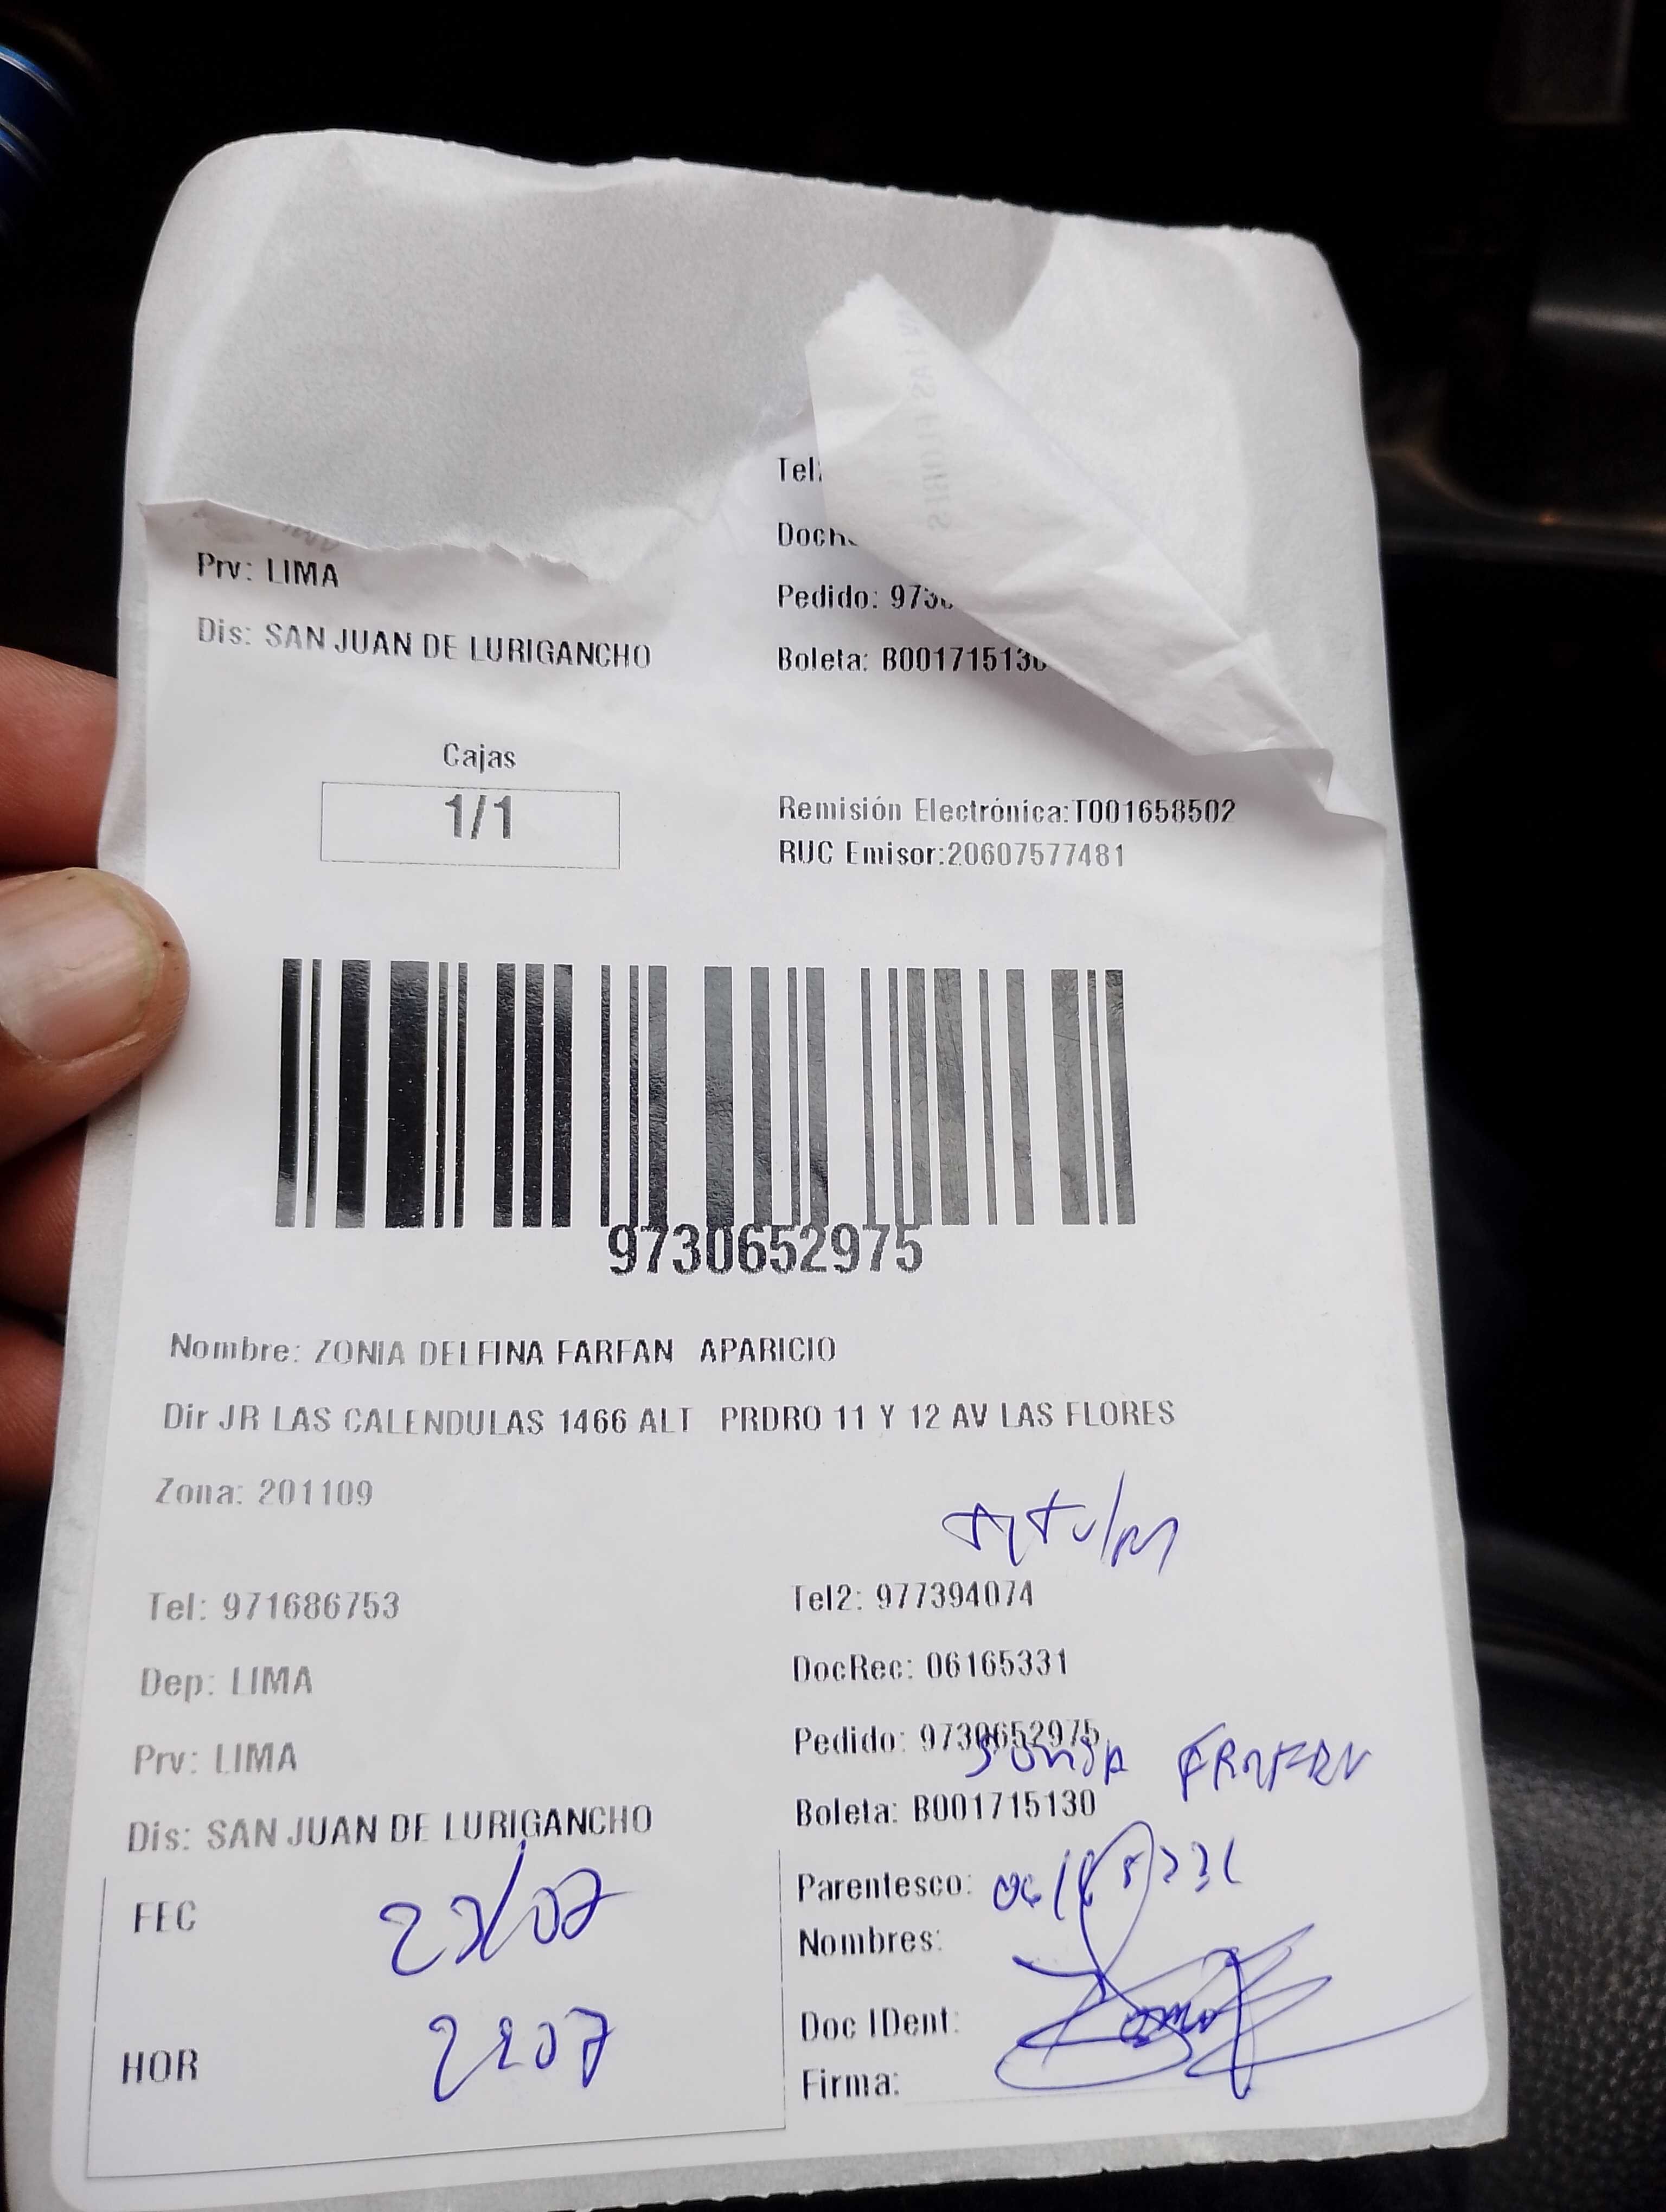 Tel:
Prv: LIMA
Dis: SAN JUAN DE LURIGANCHO
Pedido: 973
Boleta: B00171513
Cajas
1/1
Remisión Electrónica:T001658502
RUC Emisor:20607577481
9730652975
Nombre: ZONIA DELFINA FARFAN APARICIO
Dir JR LAS CALENDULAS 1466 ALT PRDRO 11 Y 12 AV LAS FLORES
Zona: 201109
Tel: 971686753
Tel2: 977394074
Dep: LIMA
DocRec: 06165331
Prv: LIMA
Pedido: 9730652975
Dis: SAN JUAN DE LURIGANCHO
Boleta: B001715130
FEC
Parentesco:
Nombres:
HOR 2207
Doc IDent:
Firma: